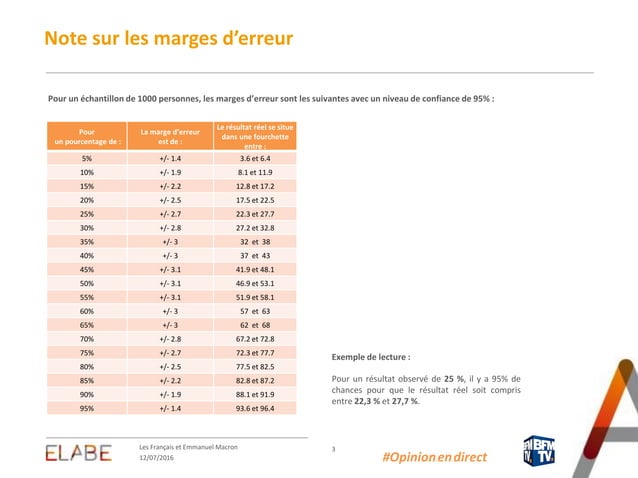 Note sur les marges d'erreur
Pour un échantillon de 1000 personnes, les marges d'erreur sont les suivantes avec un niveau de confiance de 95% :
Pour
un pourcentage de :
La marge d'erreur
est de :
Le résultat réel se situe
dans une fourchette
entre :
5% +/- 1.4 3.6 et 6.4
10% +/- 1.9 8.1 et 11.9
15% +/- 2.2 12.8 et 17.2
20% +/- 2.5 17.5 et 22.5
25% +/- 2.7 22.3 et 27.7
30% +/- 2.8 27.2 et 32.8
35% +/- 3 32 et 38
40% +/- 3 37 et 43
45% +/- 3.1 41.9 et 48.1
50% +/- 3.1 46.9 et 53.1
55% +/- 3.1 51.9 et 58.1
60% +/- 3 57 et 63
65% +/- 3 62 et 68
70% +/- 2.8 67.2 et 72.8
75% +/- 2.7 72.3 et 77.7
80% +/- 2.5 77.5 et 82.5
85% +/- 2.2 82.8 et 87.2
90% +/- 1.9 88.1 et 91.9
95% +/- 1.4 93.6 et 96.4
Exemple de lecture :
Pour un résultat observé de 25 %, il y a 95% de
chances pour que le résultat réel soit compris
entre 22,3 % et 27,7 %.
ELABE
Les Français et Emmanuel Macron
12/07/2016
3
#Opinionendirect
BFM
TV.